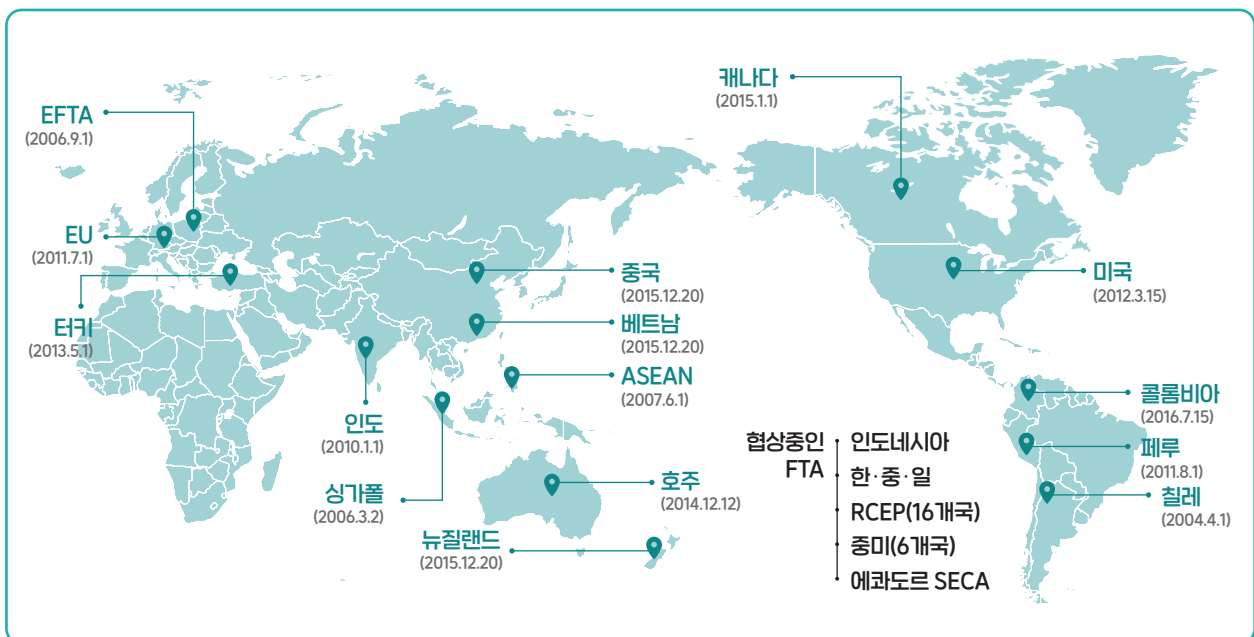 EFTA
(2006.9.1)
EU
(2011.7.1)
터키
(2013.5.1)
인도
(2010.1.1)
싱가폴
(2006.3.2)
뉴질랜드
(2015.12.20)
중국
(2015.12.20)
베트남
(2015.12.20)
ASEAN
(2007.6.1)
호주
(2014.12.12)
캐나다
(2015.1.1)
미국
(2012.3.15)
콜롬비아
(2016.7.15)
페루
(2011.8.1)
칠레
(2004.4.1)
협상중인
FTA
인도네시아
한·중·일
RCEP(16개국)
중미(6개국)
에콰도르 SECA